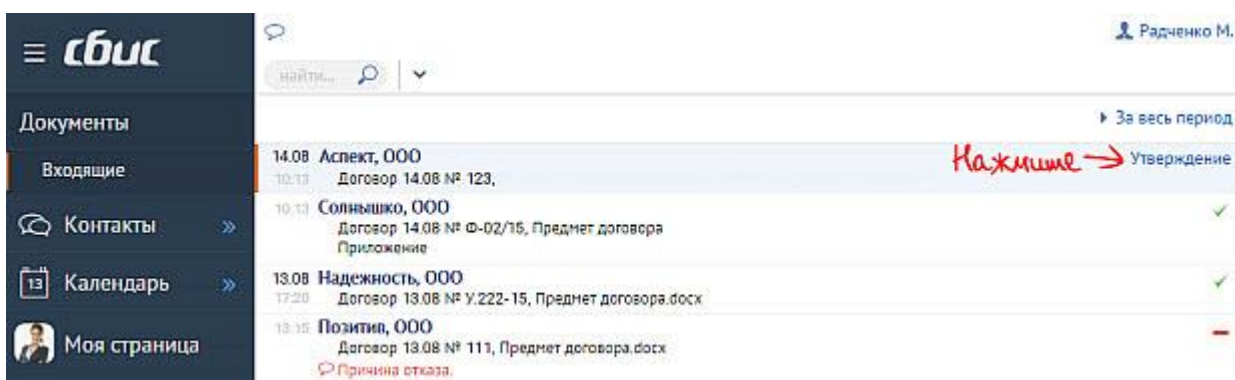 сбис
Радченко М.
найти...
Документы
За весь период
Входящие
14.08 Аспект, ООО
Нажмите
Утверждение
10:13 Договор 14.08 № 123,
10:13 Солнышко, ООО
Договор 14.08 № Ф-02/15, Предмет договора
Приложение
Контакты
13.08 Надежность, ООО
13 Календарь
17:20 Договор 13.08 № У.222-15, Предмет договора.docx
13:15 Позитив, ООО
Моя страница
Договор 13.08 № 111, Предмет договора.docx
Причина отказа.